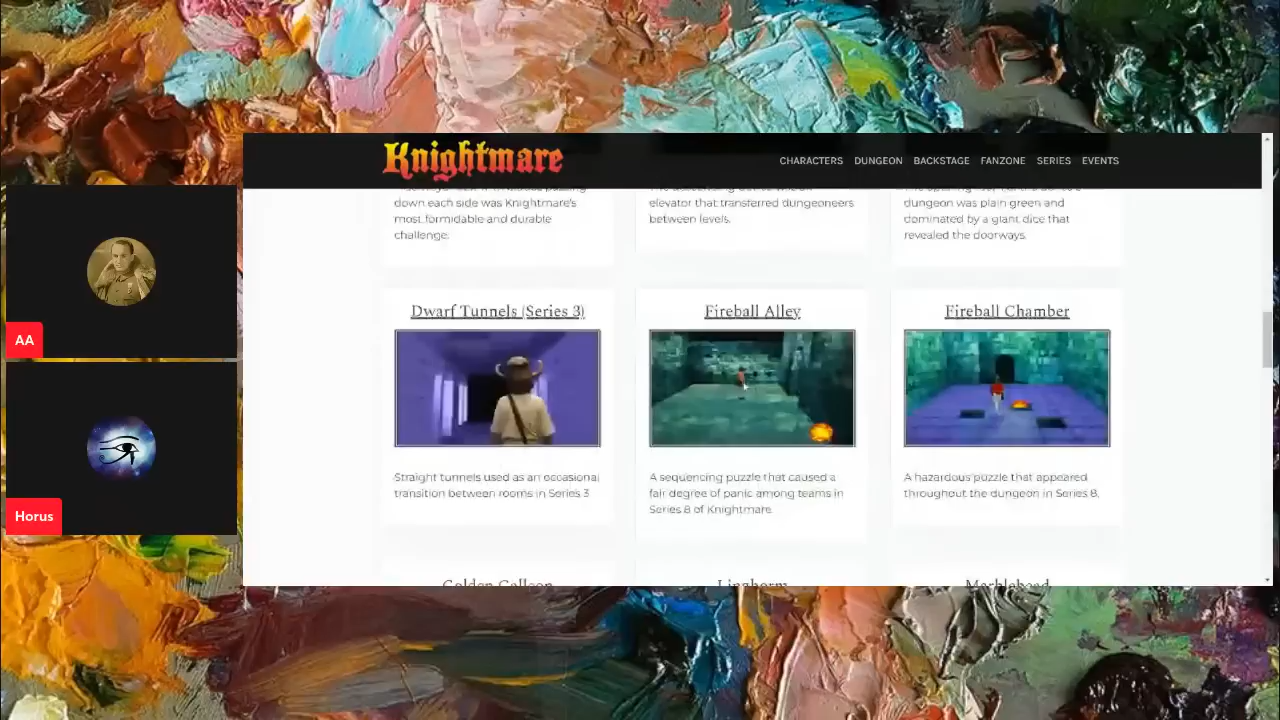 Knightmare
CHARACTERS DUNGEON BACKSTAGE FANZONE SERIES EVENTS
down each side was Knightmare's
most formidable and durable
challenge.
elevator that transferred dungeoneers
between levels.
dungeon was plain green and
dominated by a giant dice that
revealed the doorways.
Dwarf Tunnels (Series 3)
Straight tunnels used as an occasional
transition between rooms in Series 3
Fireball Alley
A sequencing puzzle that caused a
fair degree of panic among teams in
Series 8 of Knightmare.
Fireball Chamber
A hazardous puzzle that appeared
throughout the dungeon in Series 8.
Golden Galleon
Linghorm
Marblehead
AA
Horus